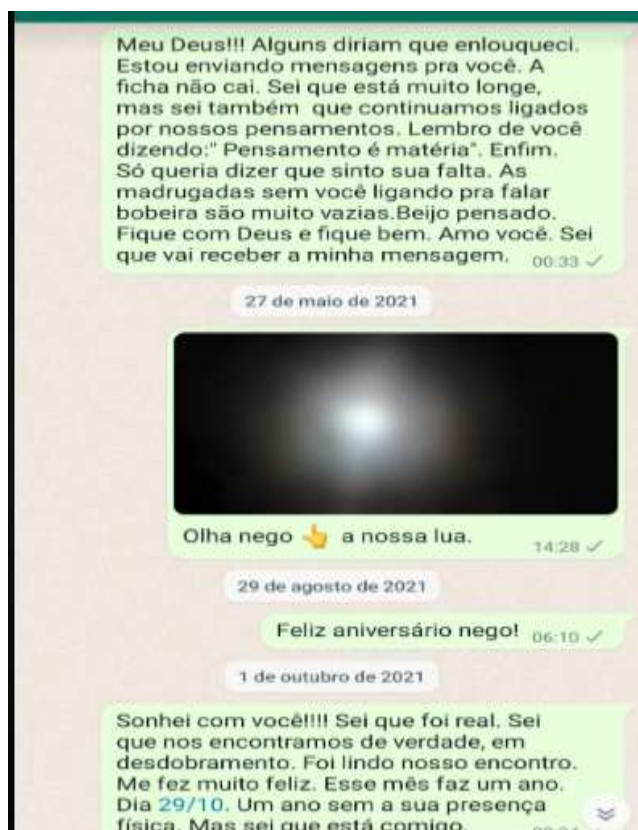 Meu Deus!!! Alguns diriam que enlouqueci.
Estou enviando mensagens pra você. A
ficha não cai. Sei que está muito longe,
mas sei também que continuamos ligados
por nossos pensamentos. Lembro de você
dizendo:" Pensamento é matéria". Enfim.
Só queria dizer que sinto sua falta. As
madrugadas sem você ligando pra falar
bobeira são muito vazias.Beijo pensado.
Fique com Deus e fique bem. Amo você. Sei
que vai receber a minha mensagem. 00:33
27 de maio de 2021
Olha nego 👆 a nossa lua. 14:28
29 de agosto de 2021
Feliz aniversário nego! 06:10
1 de outubro de 2021
Sonhei com você!!!! Sei que foi real. Sei
que nos encontramos de verdade, em
desdobramento. Foi lindo nosso encontro.
Me fez muito feliz. Esse mês faz um ano.
Dia 29/10. Um ano sem a sua presença
física. Mas sei que está comigo.